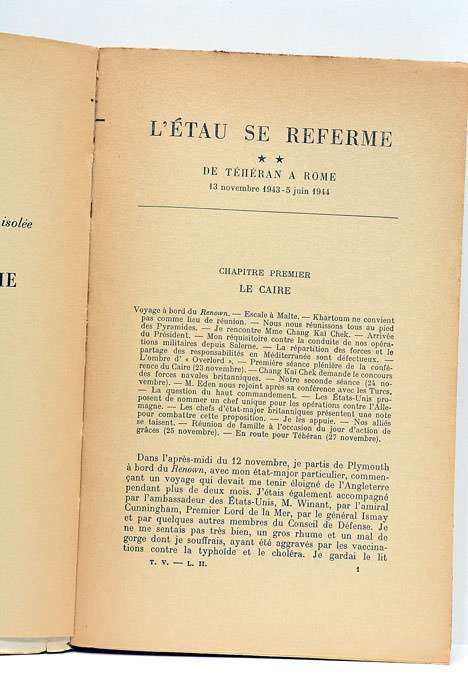 isolée
IE
L'ÉTAU SE REFERME
★ ★
DE TÉHÉRAN A ROME
13 novembre 1943 - 5 juin 1944
CHAPITRE PREMIER
LE CAIRE
Voyage à bord du Renown. — Escale à Malte. — Khartoum ne convient
pas comme lieu de réunion. — Nous nous réunissons tous au pied
des Pyramides. — Je rencontre Mme Chang Kaï Chek. — Arrivée
du Président. — Mon réquisitoire contre la conduite de nos opéra-
tions militaires depuis Salerne. — La répartition des forces et le
partage des responsabilités en Méditerranée sont défectueux. —
L'ombre d' « Overlord ». — Première séance plénière de la confé-
rence du Caire (23 novembre). — Chang Kaï Chek demande le concours
des forces navales britanniques. — Notre seconde séance (24 no-
vembre). — M. Eden nous rejoint après sa conférence avec les Turcs.
— La question du haut commandement. — Les États-Unis pro-
posent de nommer un chef unique pour les opérations contre l'Alle-
magne. — Les chefs d'état-major britanniques présentent une note
pour combattre cette proposition. — Je les appuie. — Nos alliés
se taisent. — Réunion de famille à l'occasion du jour d'action de
grâces (25 novembre). — En route pour Téhéran (27 novembre).
Dans l'après-midi du 12 novembre, je partis de Plymouth
à bord du Renown, avec mon état-major particulier, commen-
çant un voyage qui devait me tenir éloigné de l'Angleterre
pendant plus de deux mois. J'étais également accompagné
par l'ambassadeur des États-Unis, M. Winant, par l'amiral
Cunningham, Premier Lord de la Mer, par le général Ismay
et par quelques autres membres du Conseil de Défense. Je
ne me sentais pas très bien, un gros rhume et un mal de
gorge dont je souffrais, ayant été aggravés par les vaccina-
tions contre la typhoïde et le choléra. Je gardai le lit
T. V. — L. II.
1